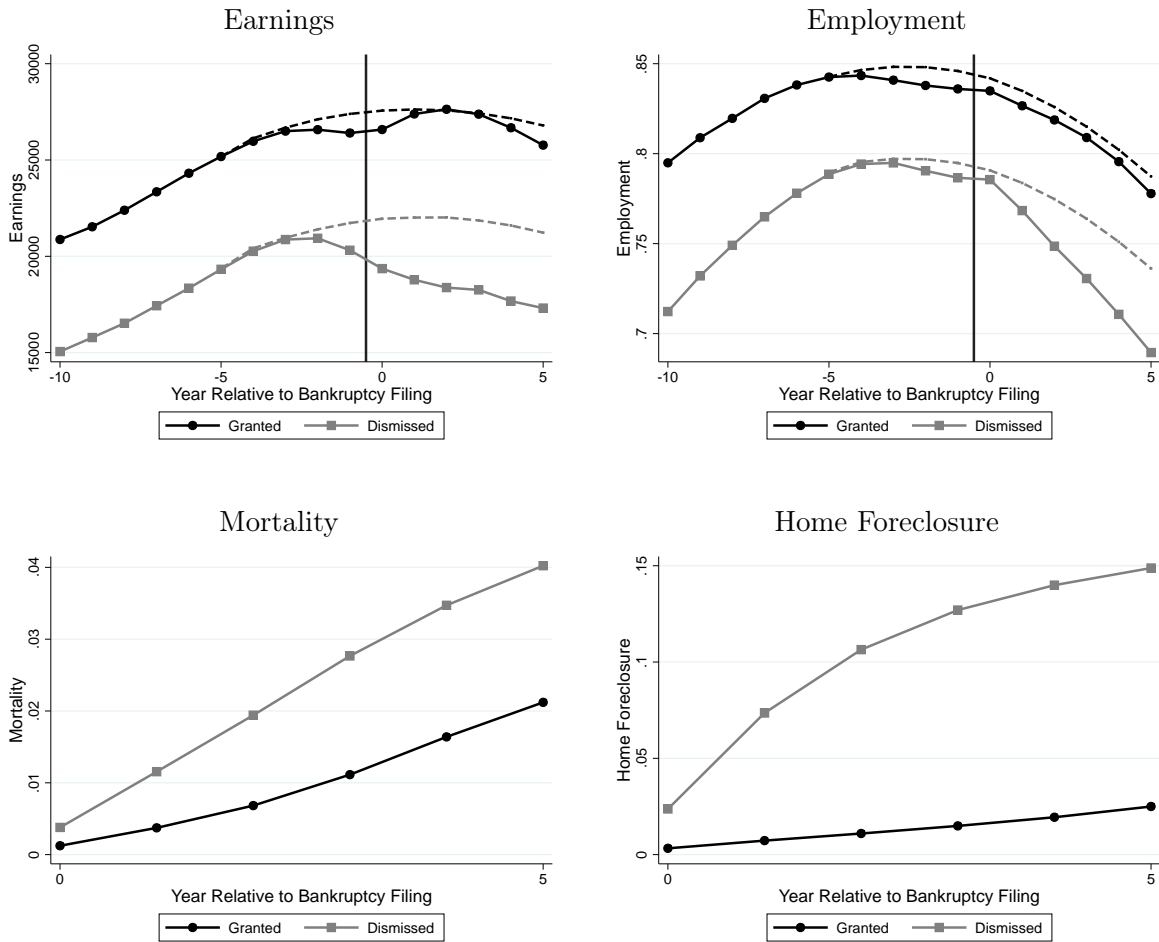 Earnings
Earnings
30000
25000
20000
15000
-10 -5 0 5
Year Relative to Bankruptcy Filing
Granted Dismissed
Employment
Employment
.85
.8
.75
.7
-10 -5 0 5
Year Relative to Bankruptcy Filing
Granted Dismissed
Mortality
Mortality
.04
.03
.02
.01
0
0 5
Year Relative to Bankruptcy Filing
Granted Dismissed
Home Foreclosure
Home Foreclosure
.15
.1
.05
0
0 5
Year Relative to Bankruptcy Filing
Granted Dismissed